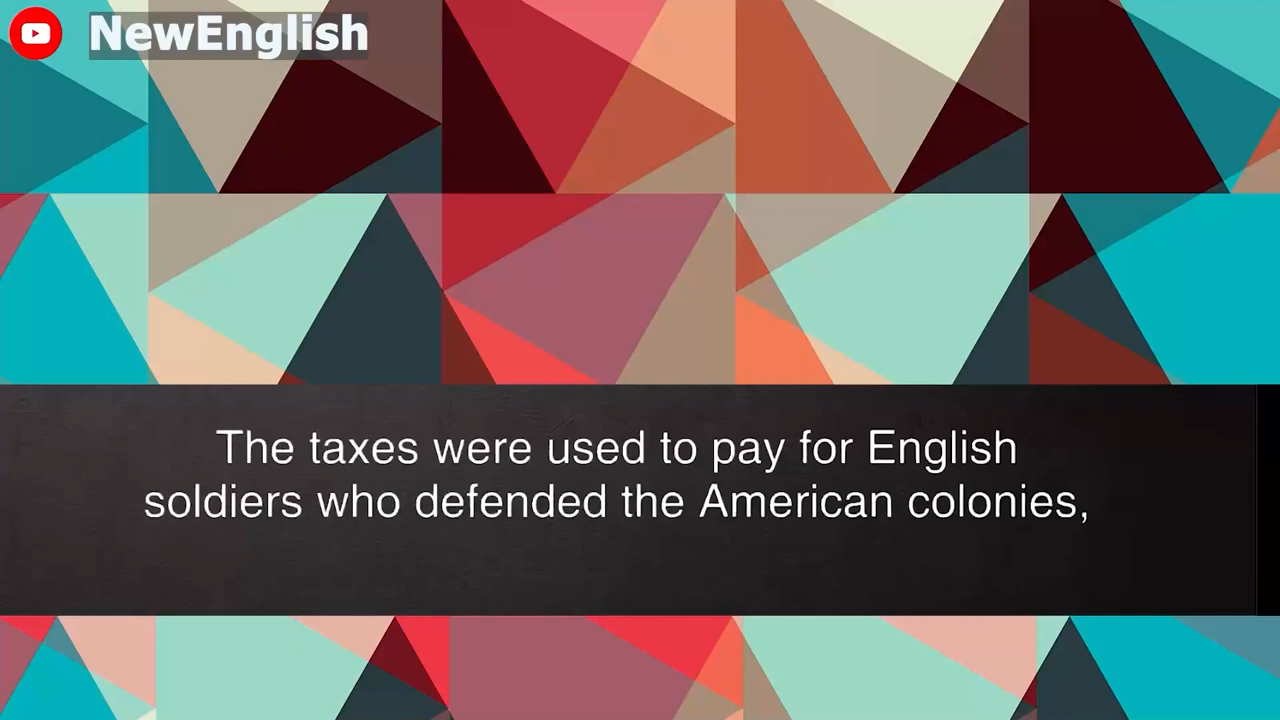 NewEnglish
The taxes were used to pay for English
soldiers who defended the American colonies,